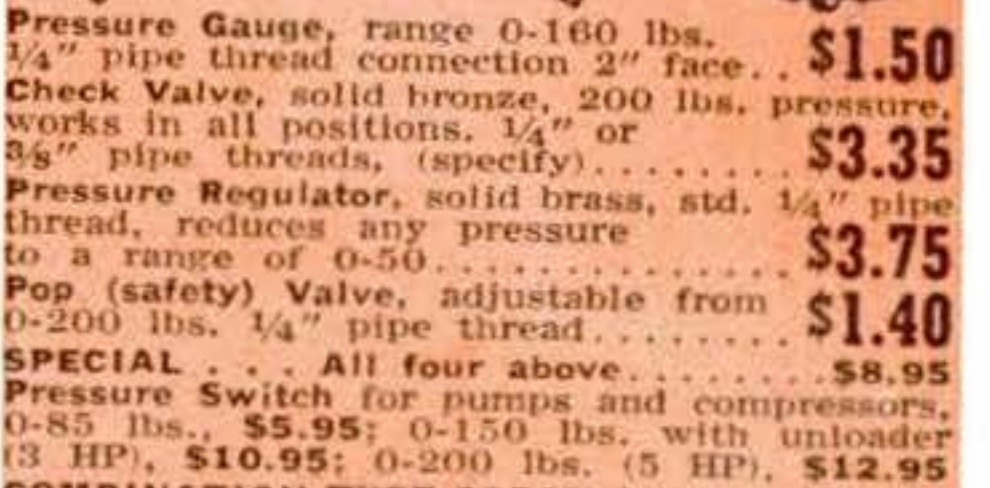 Pressure Gauge, range 0-160 lbs.
1/4" pipe thread connection 2" face.. $1.50
Check Valve, solid bronze, 200 lbs. pressure,
works in all positions. 1/4" or
3/8" pipe threads, (specify)......... $3.35
Pressure Regulator, solid brass, std. 1/4" pipe
thread, reduces any pressure
to a range of 0-50............... $3.75
Pop (safety) Valve, adjustable from
0-200 lbs. 1/4" pipe thread......... $1.40
SPECIAL . . . All four above.........$8.95
Pressure Switch for pumps and compressors,
0-85 lbs., $5.95; 0-150 lbs. with unloader
(3 HP), $10.95; 0-200 lbs. (5 HP), $12.95